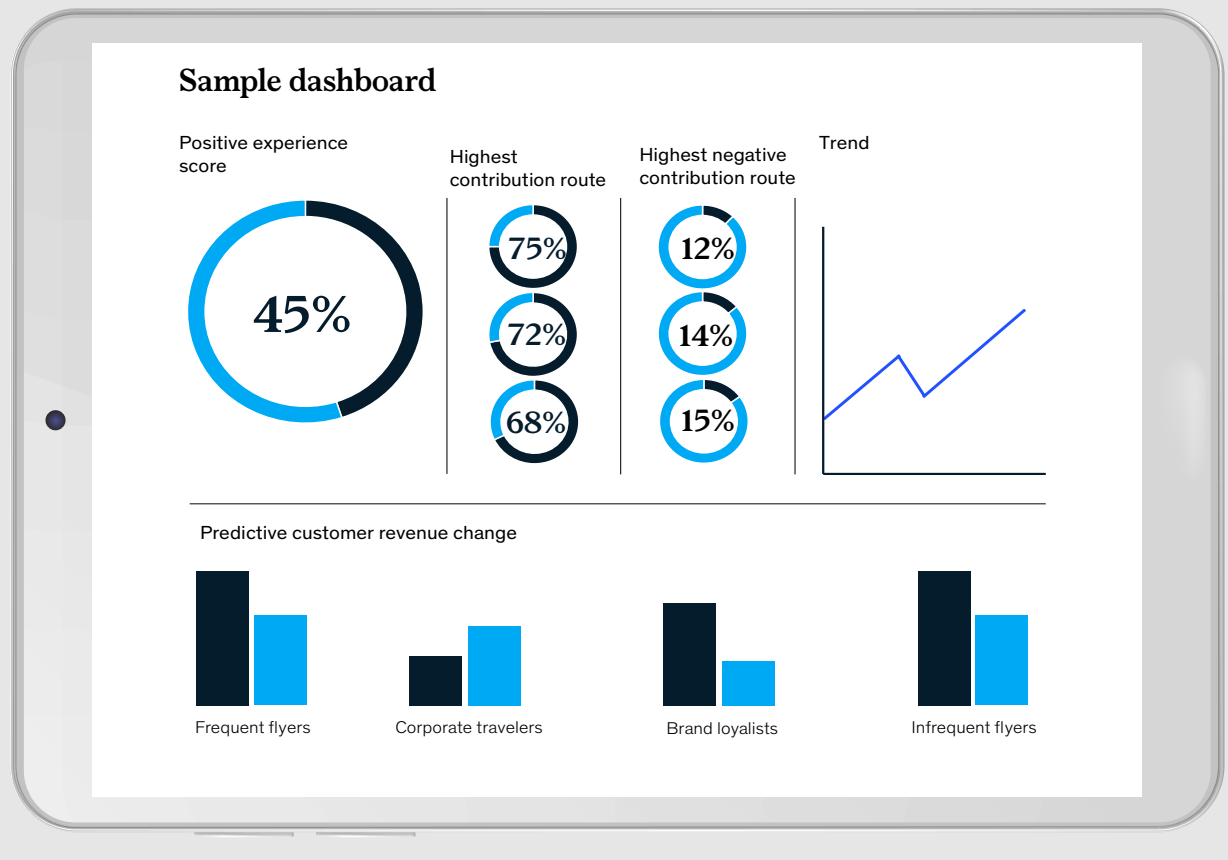 Sample dashboard
Positive experience
score
45%
Highest
contribution route
75%
72%
68%
Highest negative
contribution route
12%
14%
15%
Trend
Predictive customer revenue change
Frequent flyers
Corporate travelers
Brand loyalists
Infrequent flyers